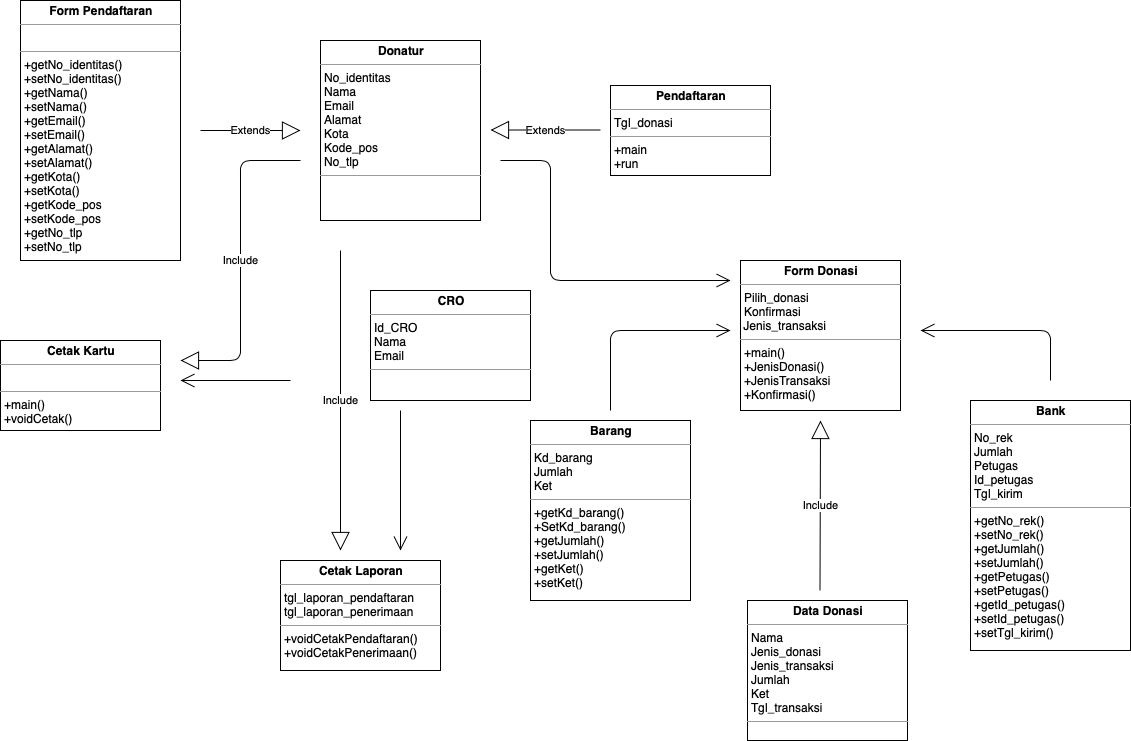 Form Pendaftaran
+getNo_identitas()
+setNo_identitas()
+getNama()
+setNama()
+getEmail()
+setEmail()
+getAlamat()
+setAlamat()
+getKota()
+setKota()
+getKode_pos
+setKode_pos
+getNo_tlp
+setNo_tlp
Extends
Donatur
No_identitas
Nama
Email
Alamat
Kota
Kode_pos
No_tlp
Extends
Pendaftaran
Tgl_donasi
+main
+run
Include
Cetak Kartu
+main()
+voidCetak()
CRO
Id_CRO
Nama
Email
Include
Cetak Laporan
tgl_laporan_pendaftaran
tgl_laporan_penerimaan
+voidCetakPendaftaran()
+voidCetakPenerimaan()
Form Donasi
Pilih_donasi
Konfirmasi
Jenis_transaksi
+main()
+JenisDonasi()
+JenisTransaksi
+Konfirmasi()
Barang
Kd_barang
Jumlah
Ket
+getKd_barang()
+SetKd_barang()
+getJumlah()
+setJumlah()
+getKet()
+setKet()
Include
Data Donasi
Nama
Jenis_donasi
Jenis_transaksi
Jumlah
Ket
Tgl_transaksi
Bank
No_rek
Jumlah
Petugas
Id_petugas
Tgl_kirim
+getNo_rek()
+setNo_rek()
+getJumlah()
+setJumlah()
+getPetugas()
+setPetugas()
+getId_petugas()
+setId_petugas()
+setTgl_kirim()